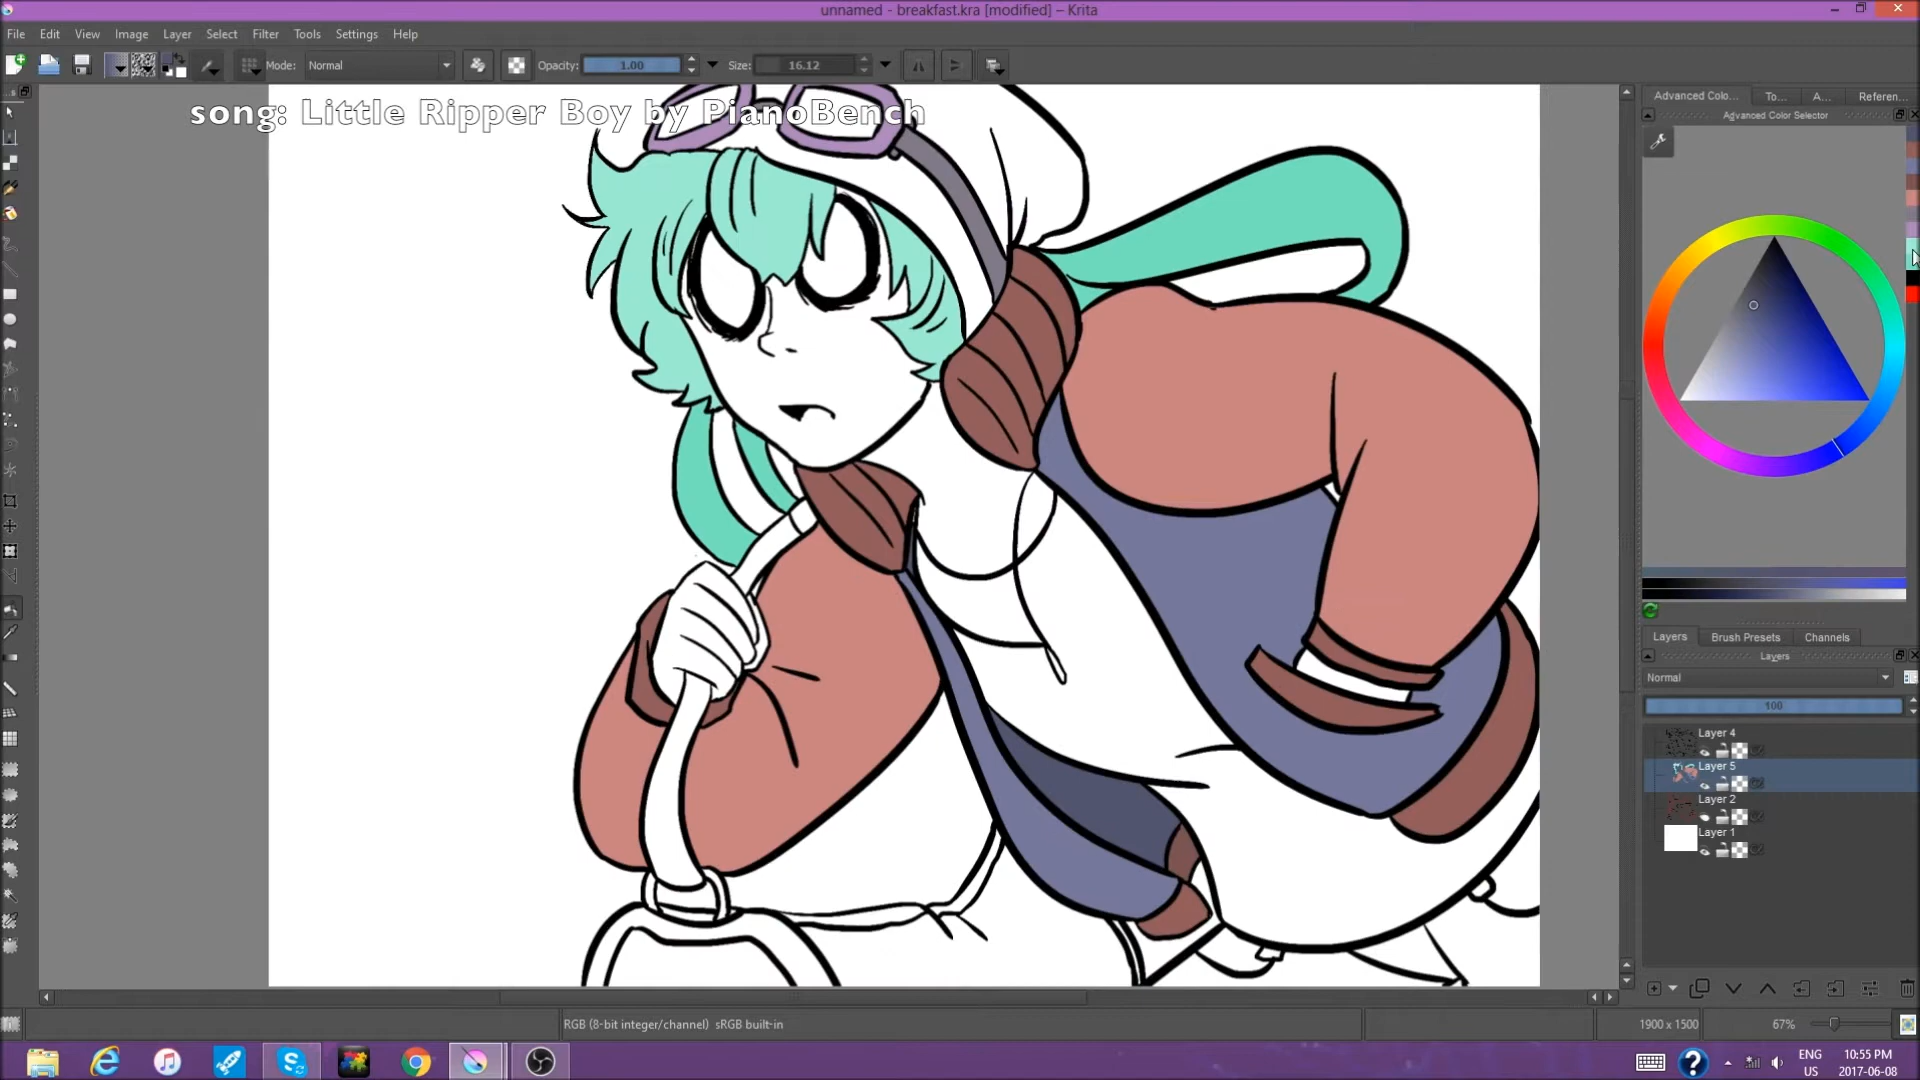 unnamed - breakfast.kra [modified] – Krita
File Edit View Image Layer Select Filter Tools Settings Help
Mode: Normal Opacity: 1.00 Size: 16.12
song: Little Ripper Boy by PianoBench
Advanced Colo... To... A... Referen...
Advanced Color Selector
Layers Brush Presets Channels
Layers
Normal
100
Layer 4
Layer 5
Layer 2
Layer 1
RGB (8-bit integer/channel) sRGB built-in
1900 x 1500
67%
ENG
US
10:55 PM
2017-06-08